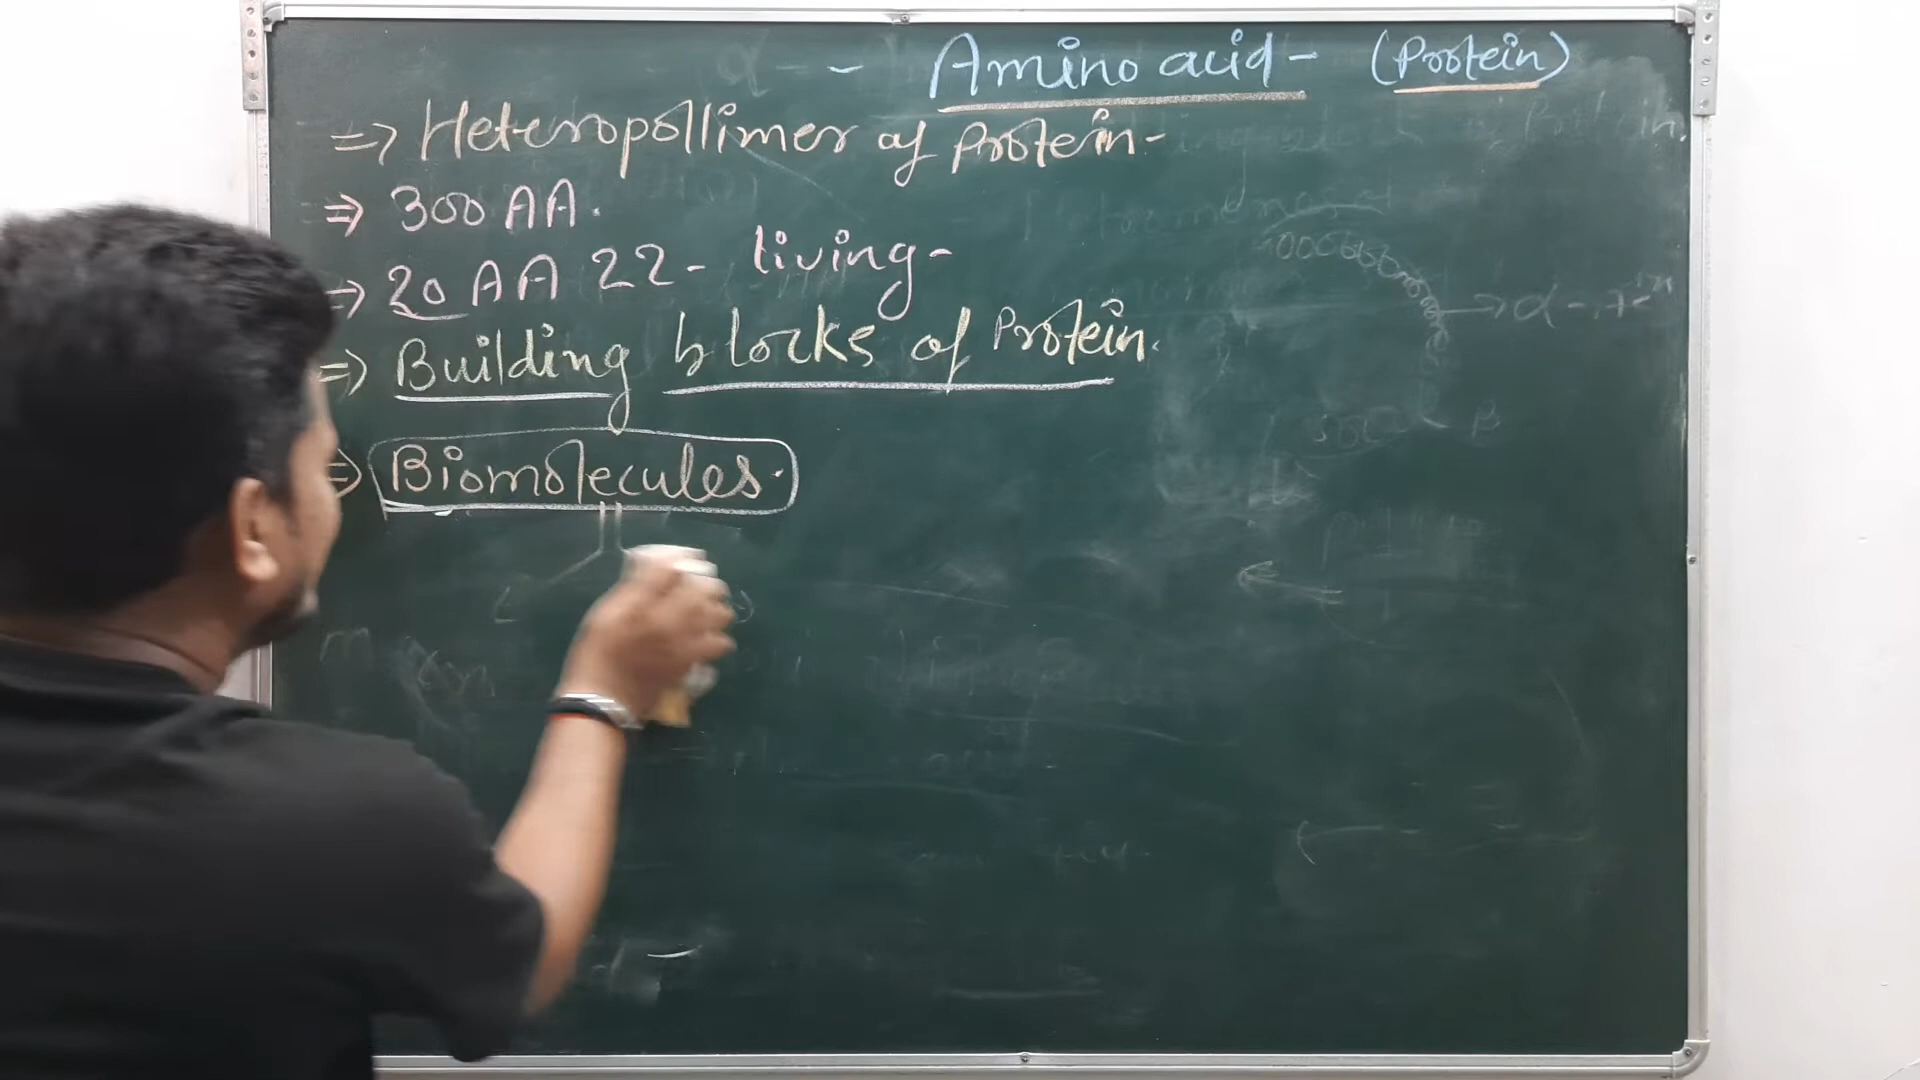 Amino acid - (Protein)
=> Heteropollimer of Protein-
=> 300 AA.
=> 20 AA 22 - living -
=> Building blocks of Protein.
=> Biomolecules.